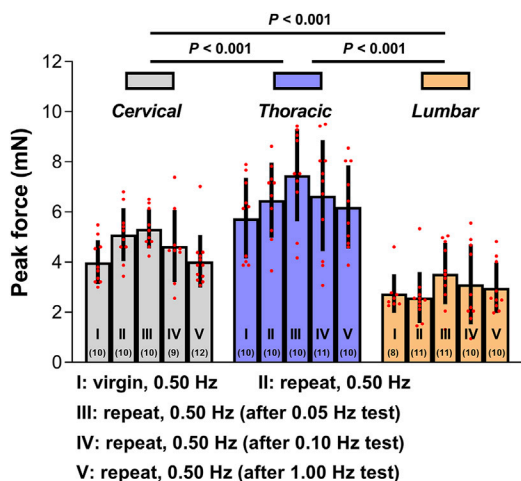 P < 0.001
P < 0.001 P < 0.001
Cervical Thoracic Lumbar
Peak force (mN)
12
10
8
6
4
2
0
I II III IV V I II III IV V I II III IV V
(10) (10) (10) (9) (12) (10) (10) (10) (11) (10) (8) (11) (11) (10) (10)
I: virgin, 0.50 Hz II: repeat, 0.50 Hz
III: repeat, 0.50 Hz (after 0.05 Hz test)
IV: repeat, 0.50 Hz (after 0.10 Hz test)
V: repeat, 0.50 Hz (after 1.00 Hz test)